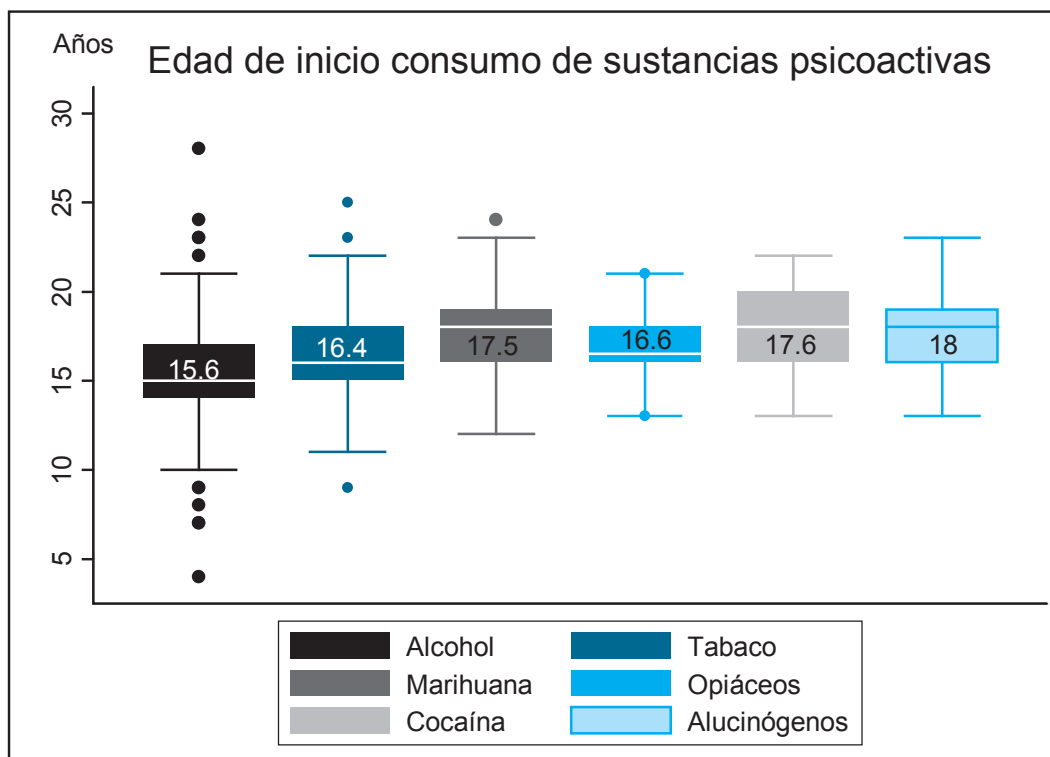 Años
Edad de inicio consumo de sustancias psicoactivas
30
25
20
15
10
5
15.6
16.4
17.5
16.6
17.6
18
Alcohol
Tabaco
Marihuana
Opiáceos
Cocaína
Alucinógenos